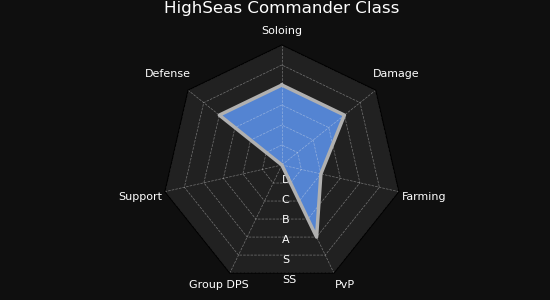 HighSeas Commander Class
Soloing
Defense
Damage
Support
Farming
D
C
B
A
S
SS
Group DPS
PvP